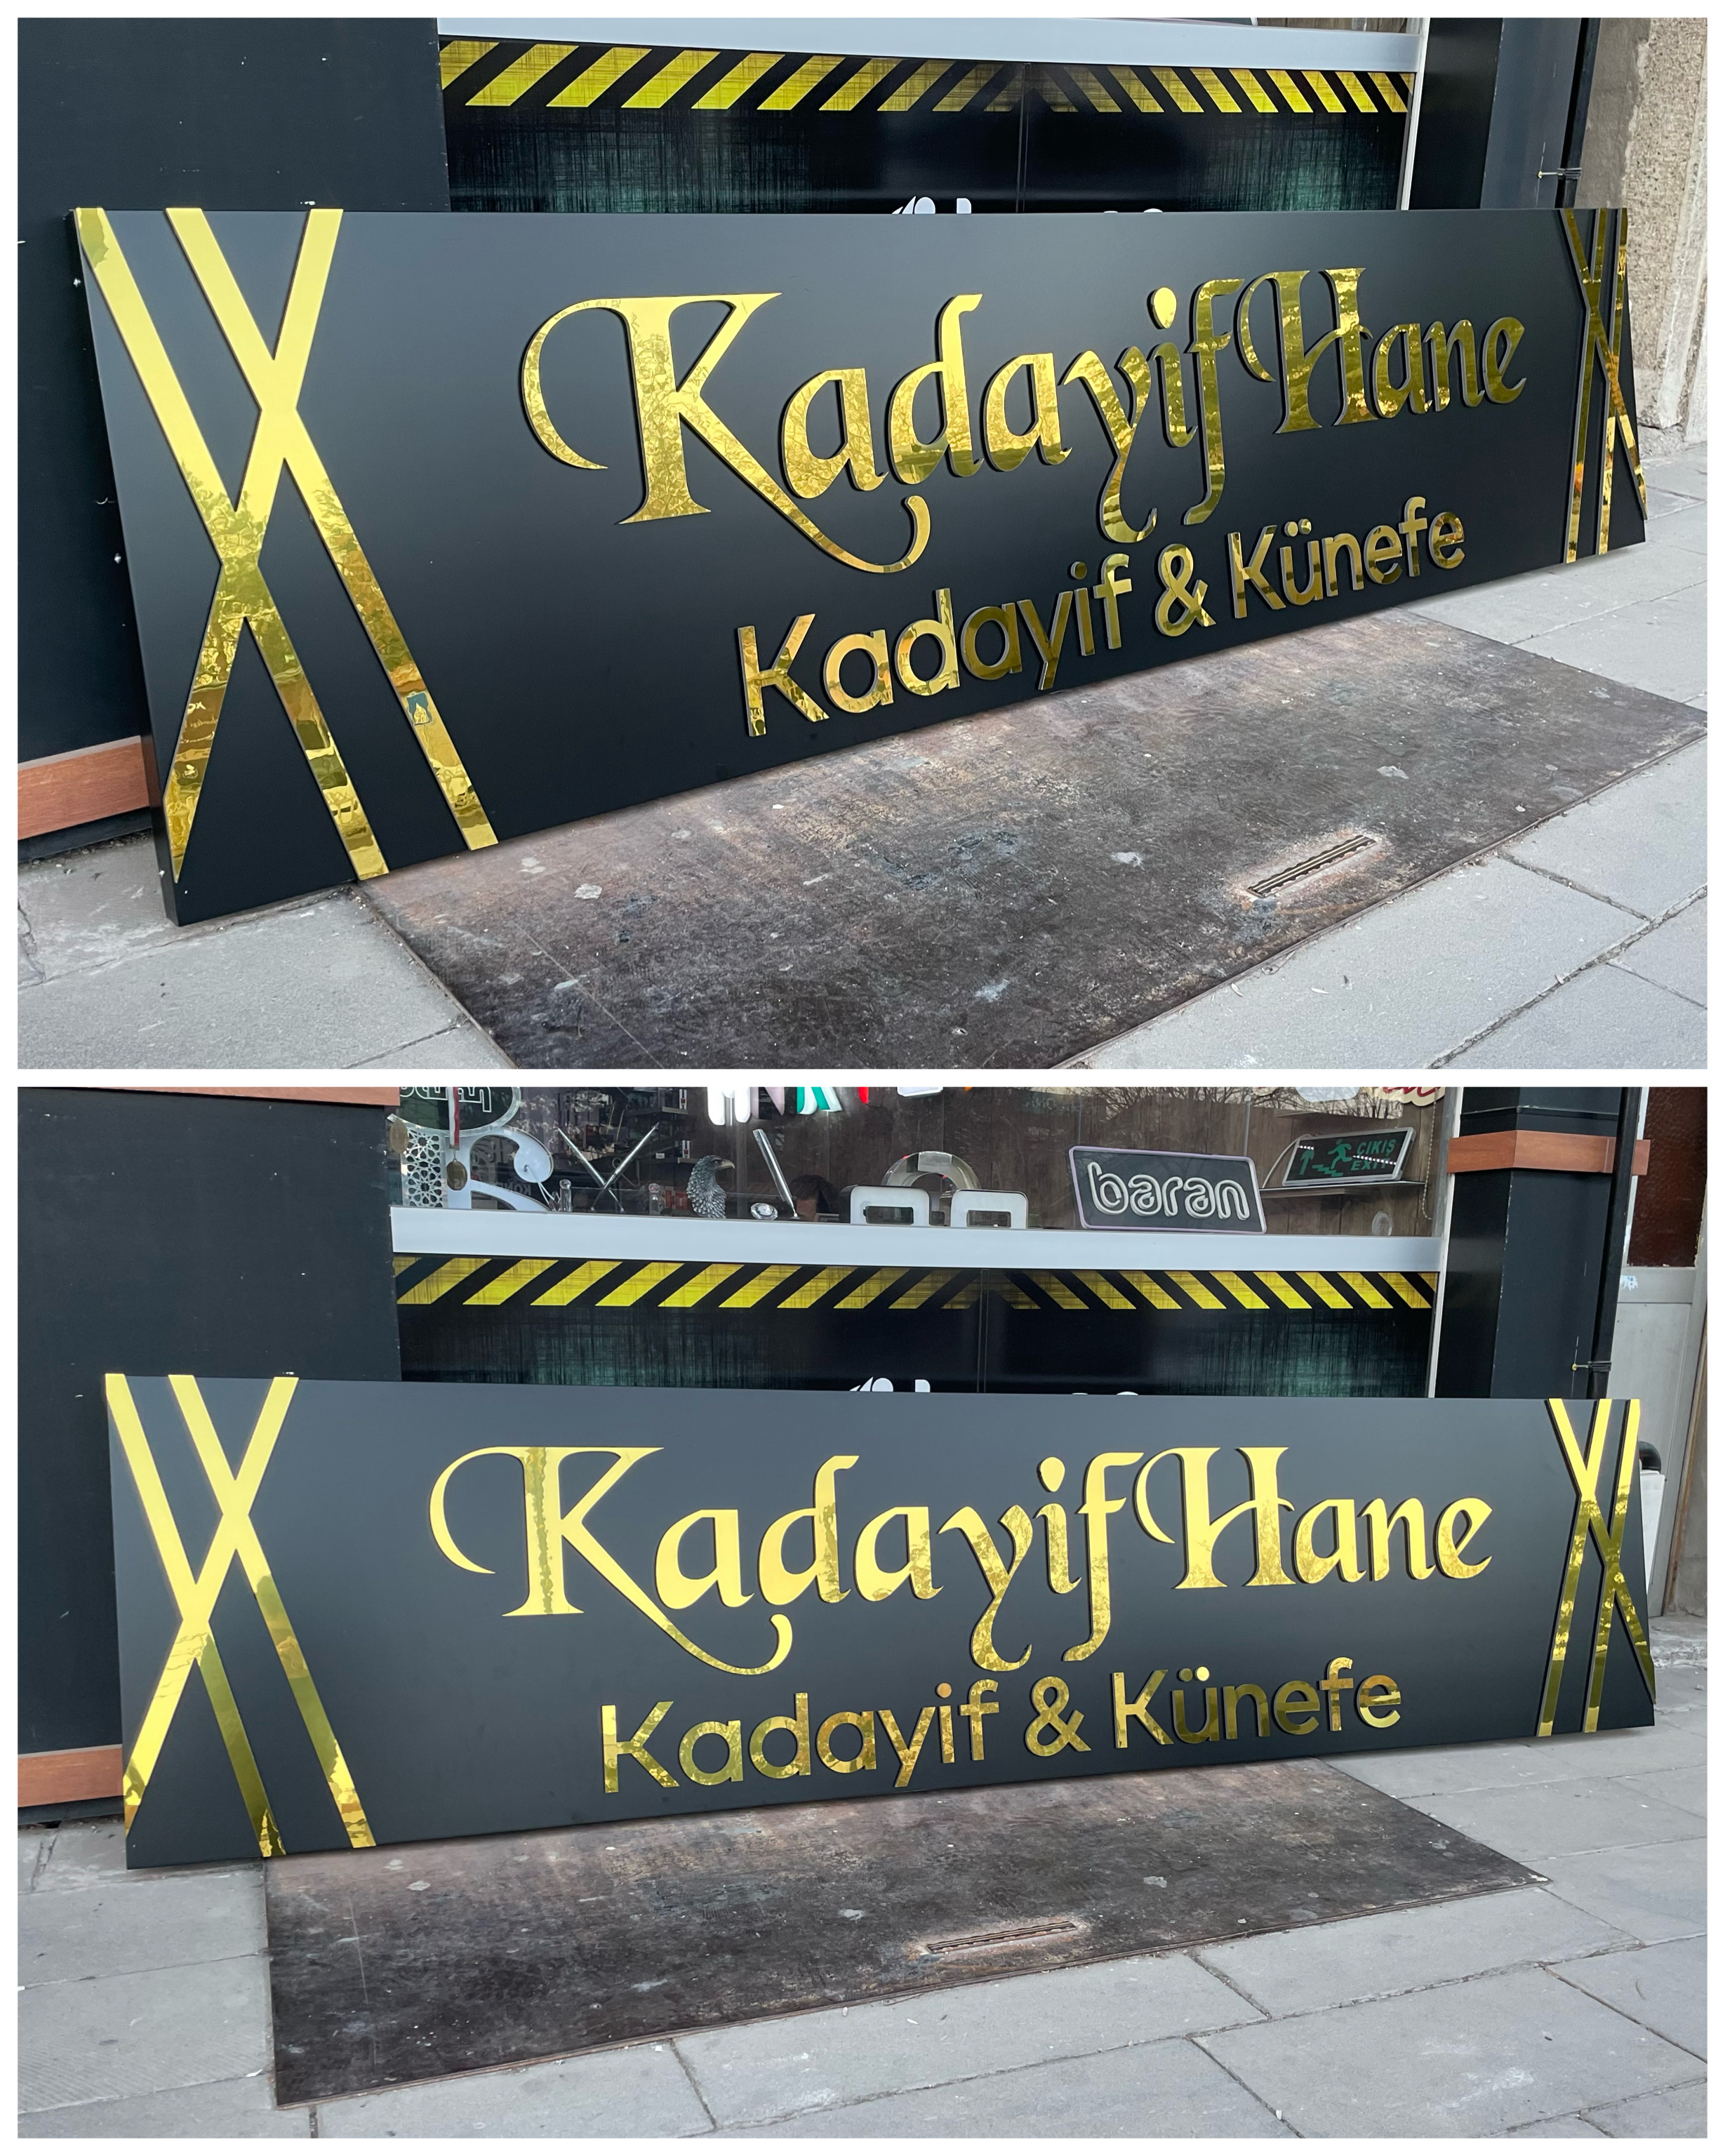 KadayifHane
Kadayif & Künefe
baran
ÇIKIŞ
EXIT
KadayifHane
Kadayif & Künefe